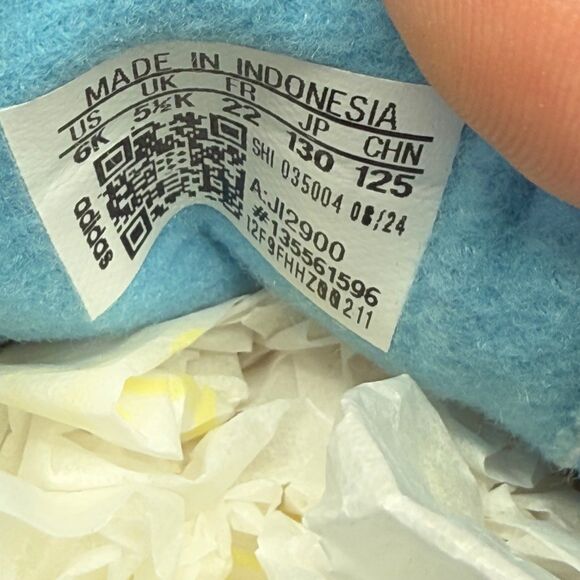 MADE IN INDONESIA
US UK FR JP CHN
6K 5½K 22 130 125
adidas
SHI 035004 08/24
A:JI2900
#135561596
12F9FHHZ00211